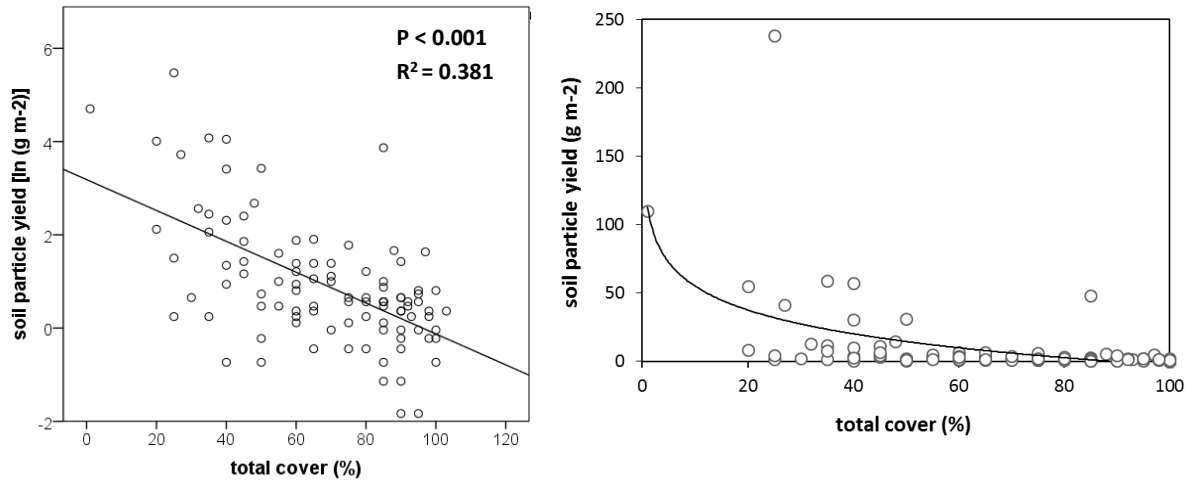 P < 0.001
R² = 0.381
6
4
2
0
-2
soil particle yield [ln (g m-2)]
0 20 40 60 80 100 120
total cover (%)
250
200
150
100
50
0
soil particle yield (g m-2)
0 20 40 60 80 100
total cover (%)